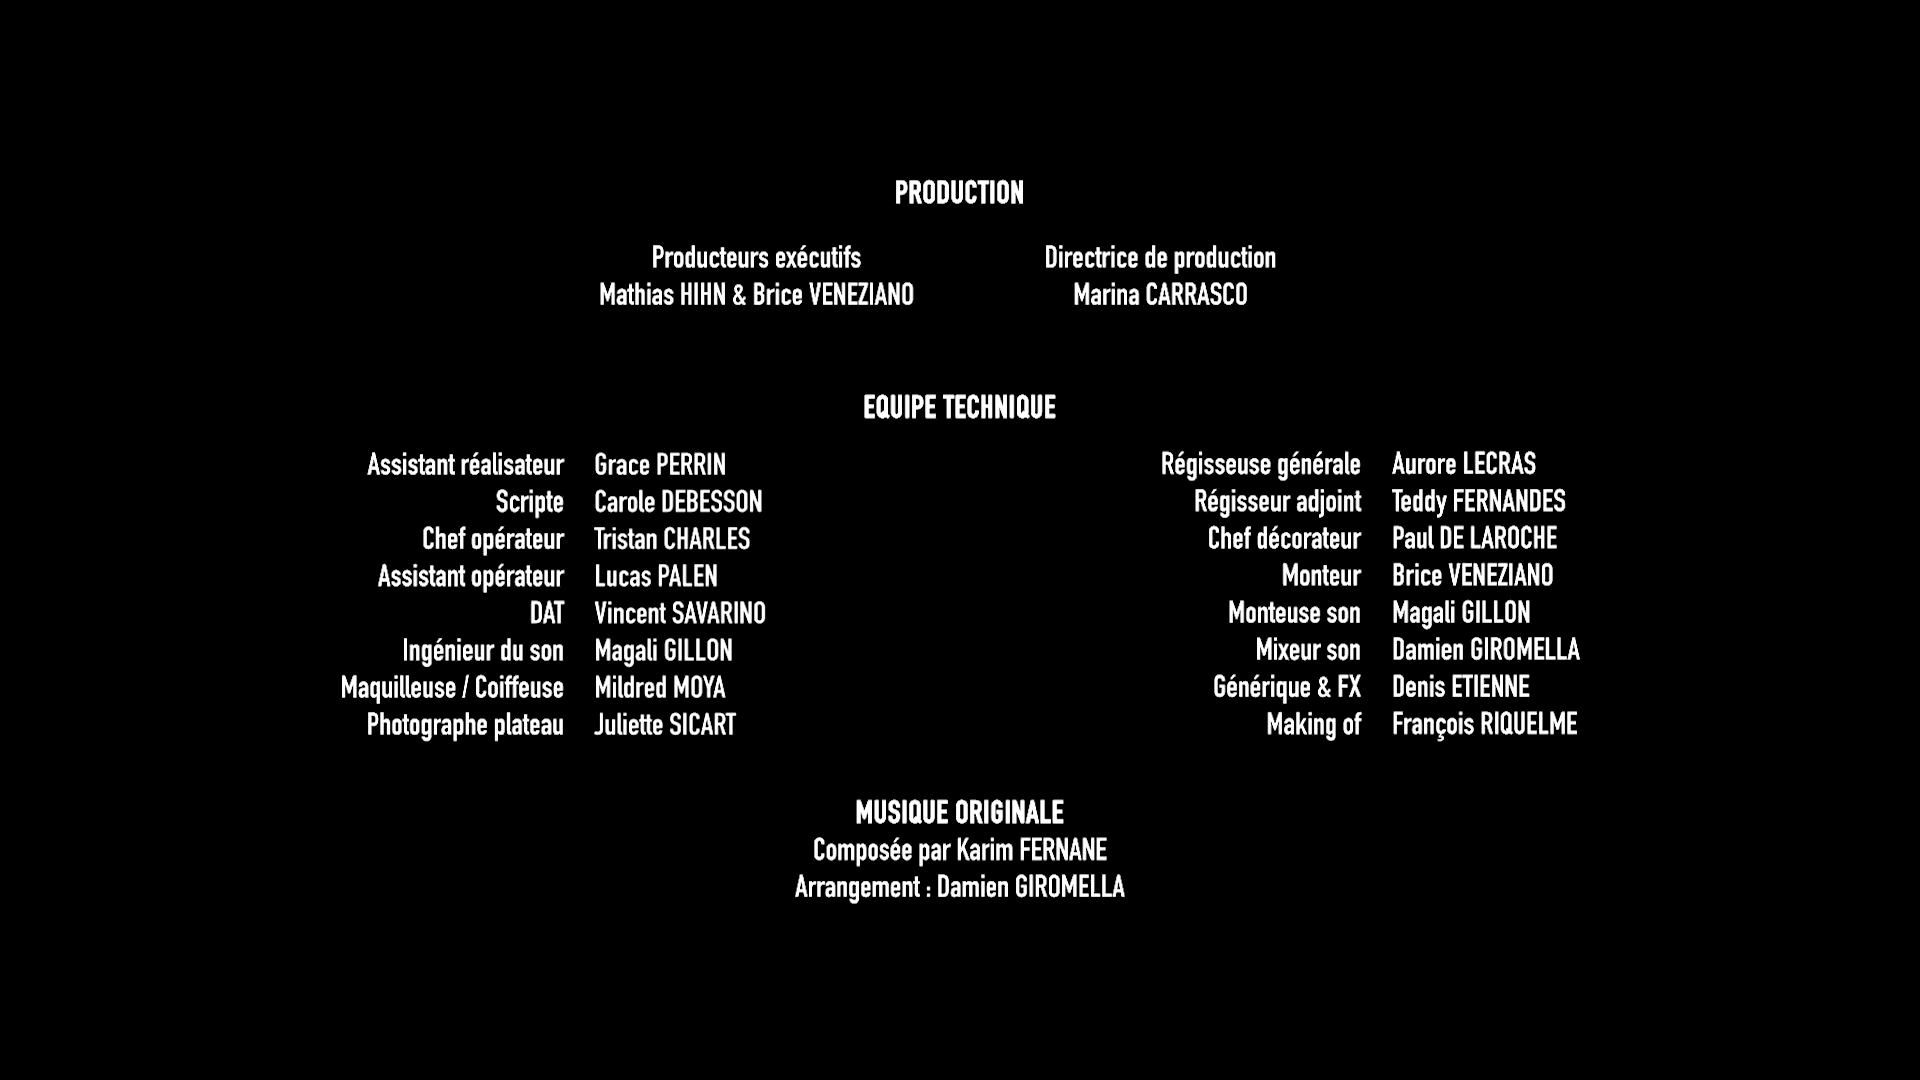 PRODUCTION
Producteurs exécutifs
Mathias HIHN & Brice VENEZIANO
Directrice de production
Marina CARRASCO
EQUIPE TECHNIQUE
Assistant réalisateur Grace PERRIN
Scripte Carole DEBESSON
Chef opérateur Tristan CHARLES
Assistant opérateur Lucas PALEN
DAT Vincent SAVARINO
Ingénieur du son Magali GILLON
Maquilleuse / Coiffeuse Mildred MOYA
Photographe plateau Juliette SICART
Régisseuse générale Aurore LECRAS
Régisseur adjoint Teddy FERNANDES
Chef décorateur Paul DE LAROCHE
Monteur Brice VENEZIANO
Monteuse son Magali GILLON
Mixeur son Damien GIROMELLA
Générique & FX Denis ETIENNE
Making of François RIQUELME
MUSIQUE ORIGINALE
Composée par Karim FERNANE
Arrangement : Damien GIROMELLA